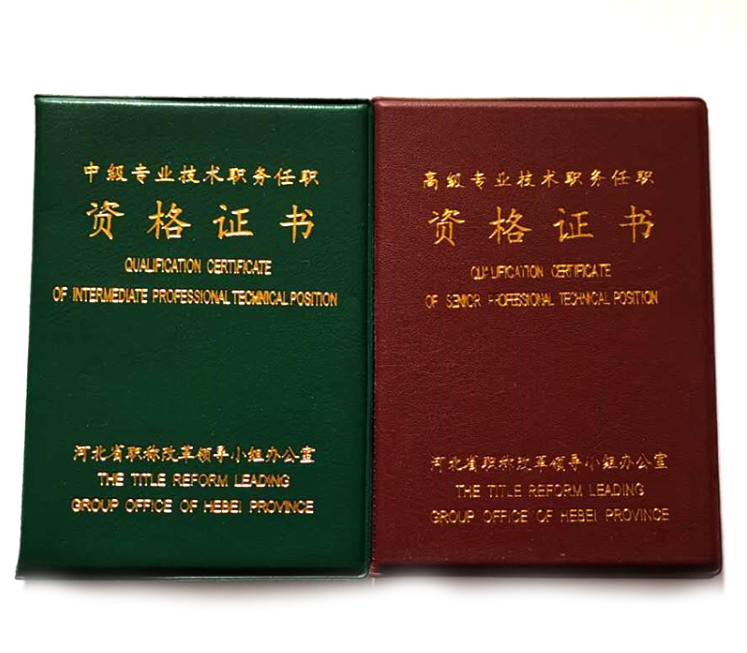 中级专业技术职务任职
资格证书
QUALIFICATION CERTIFICATE
OF INTERMEDIATE PROFESSIONAL TECHNICAL POSITION
河北省职称改革领导小组办公室
THE TITLE REFORM LEADING
GROUP OFFICE OF HEBEI PROVINCE
高级专业技术职务任职
资格证书
QUALIFICATION CERTIFICATE
OF SENIOR PROFESSIONAL TECHNICAL POSITION
河北省职称改革领导小组办公室
THE TITLE REFORM LEADING
GROUP OFFICE OF HEBEI PROVINCE